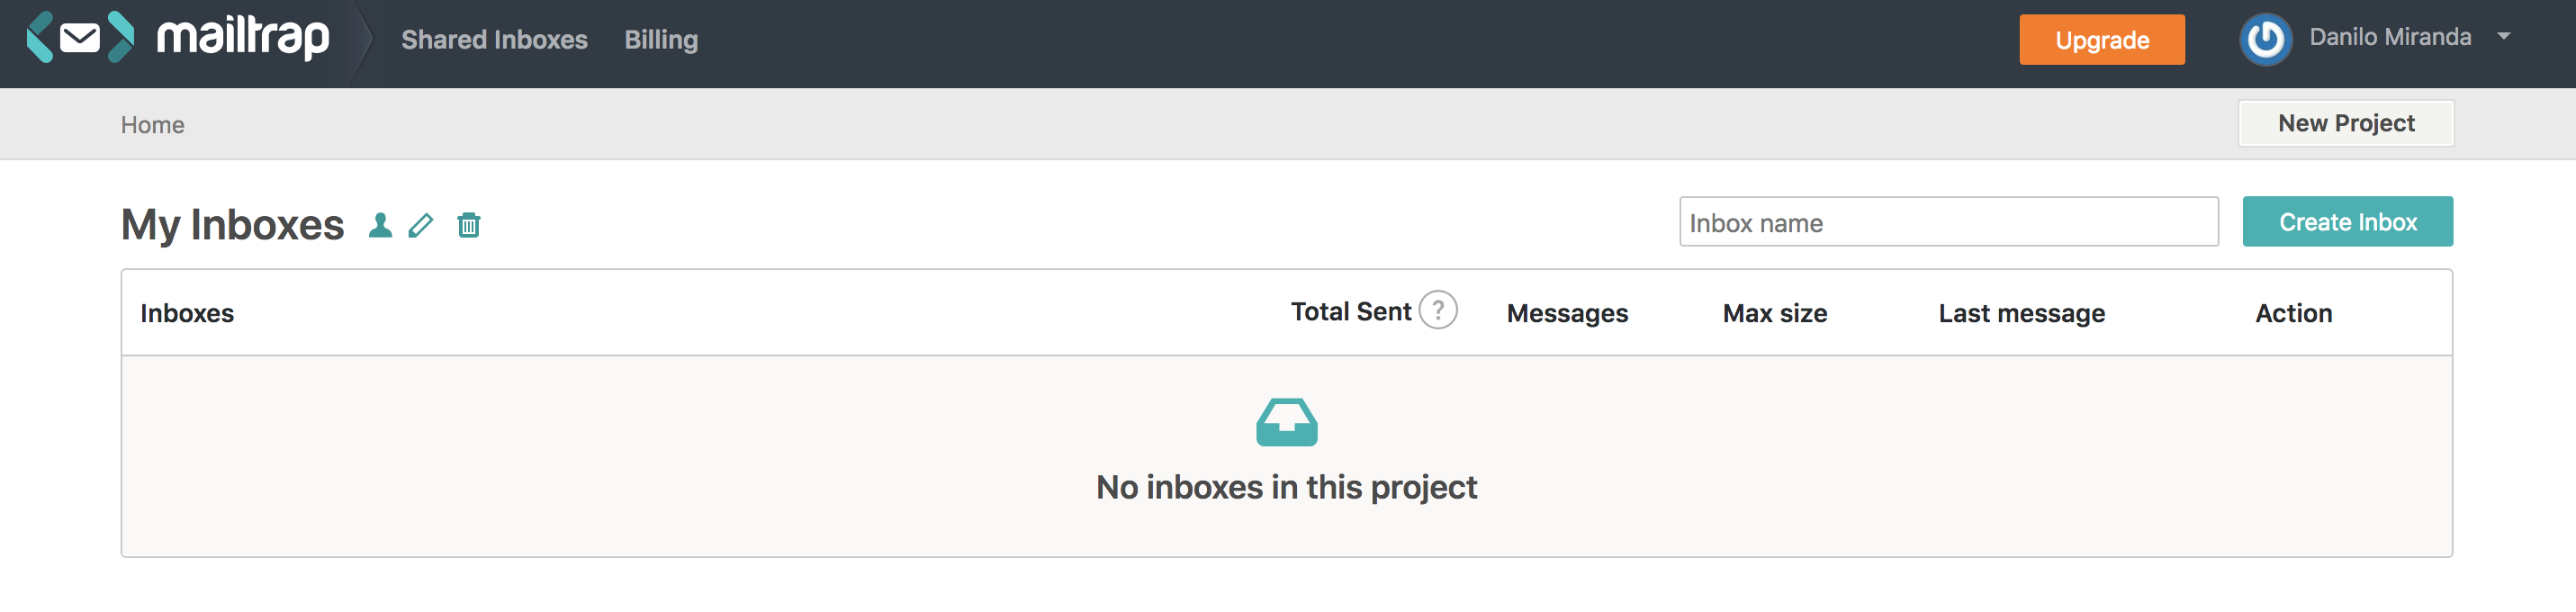 mailtrap Shared Inboxes Billing Upgrade Danilo Miranda
Home New Project
My Inboxes Inbox name Create Inbox
Inboxes Total Sent ? Messages Max size Last message Action
No inboxes in this project